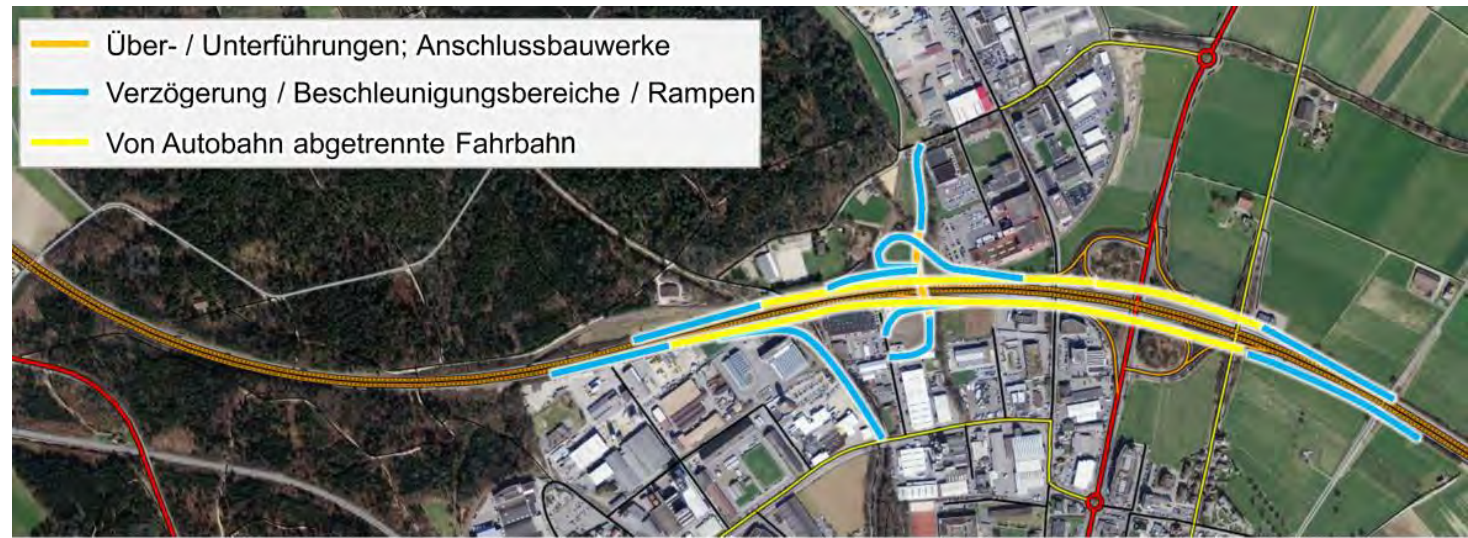 Über- / Unterführungen; Anschlussbauwerke
Verzögerung / Beschleunigungsbereiche / Rampen
Von Autobahn abgetrennte Fahrbahn